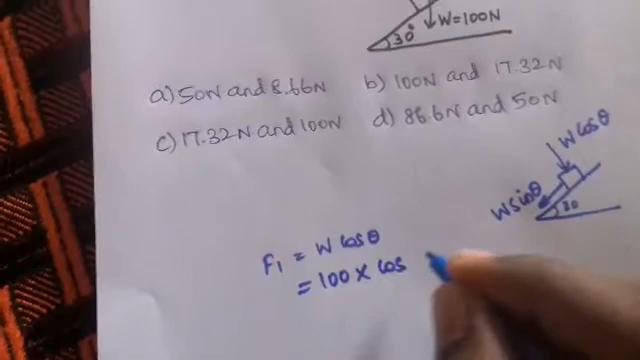 W=100N
30°
a) 50N and 8.66N b) 100N and 17.32N
c) 17.32N and 100N d) 86.6N and 50N
W cosθ
W sinθ
30
F1 = W cosθ
= 100 × cos